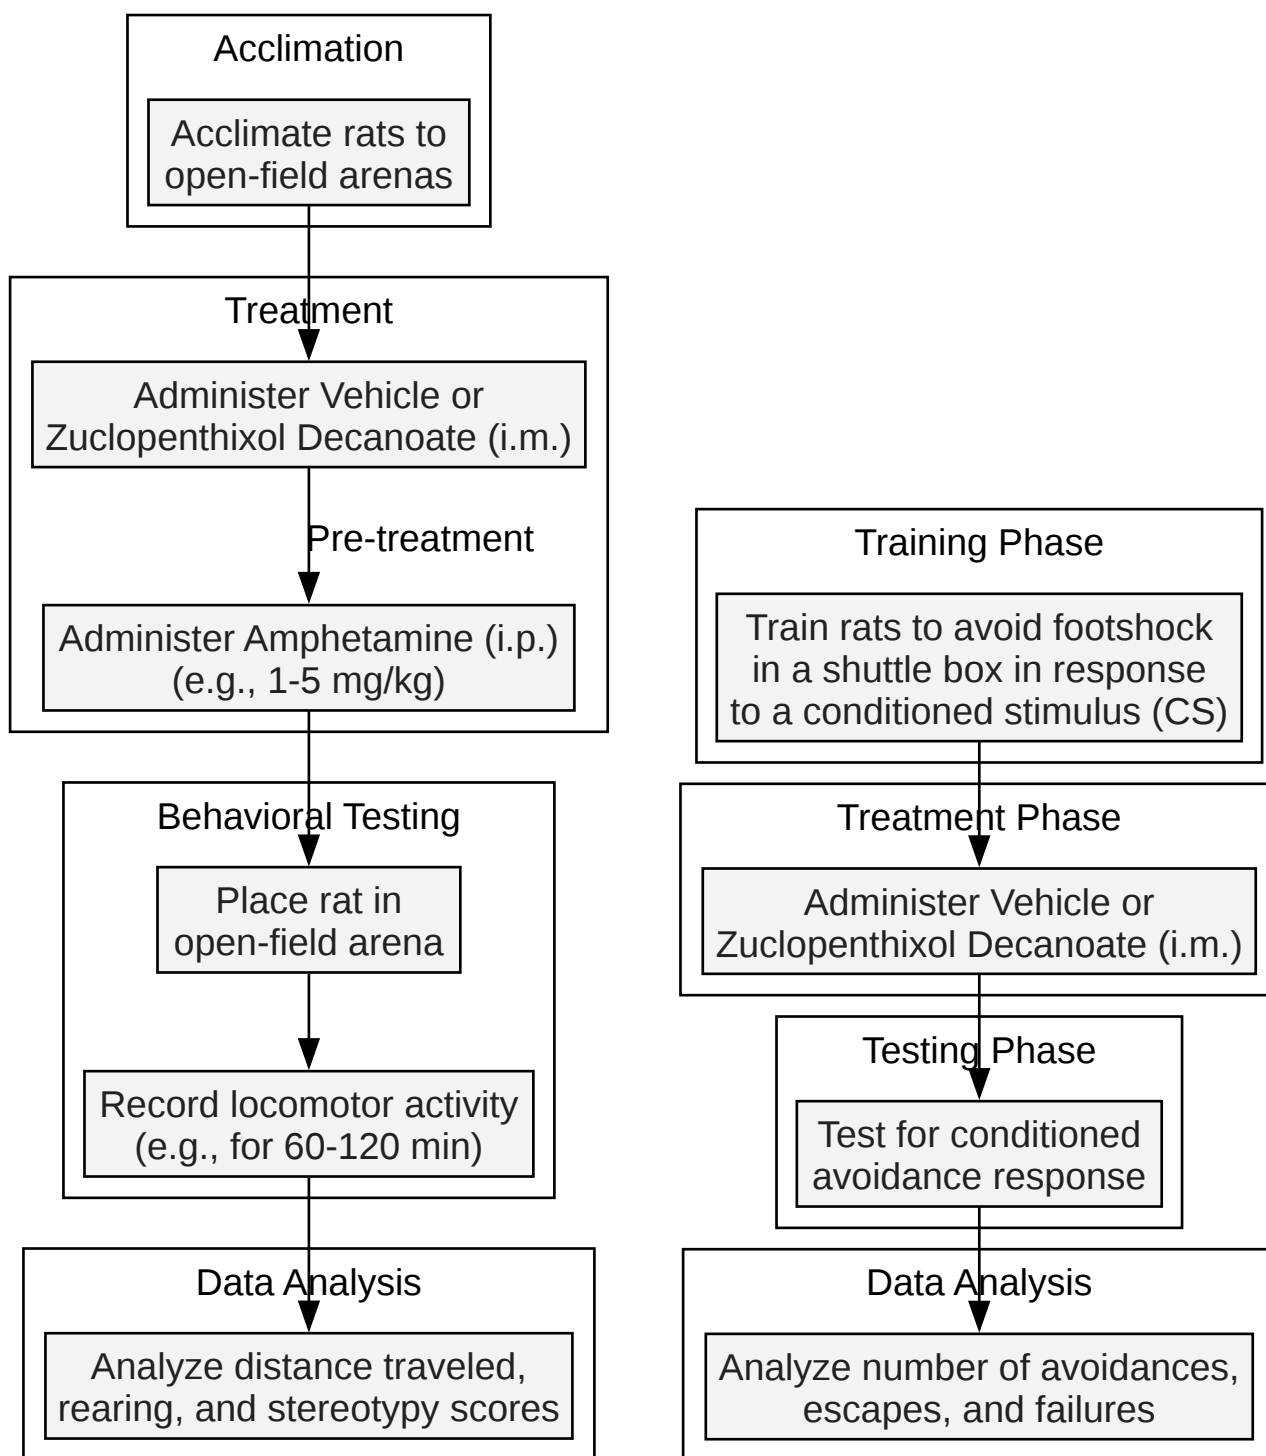 Acclimation
Acclimate rats to
open-field arenas
Treatment
Administer Vehicle or
Zuclopenthixol Decanoate (i.m.)
Pre-treatment
Administer Amphetamine (i.p.)
(e.g., 1-5 mg/kg)
Behavioral Testing
Place rat in
open-field arena
Record locomotor activity
(e.g., for 60-120 min)
Data Analysis
Analyze distance traveled,
rearing, and stereotypy scores
Training Phase
Train rats to avoid footshock
in a shuttle box in response
to a conditioned stimulus (CS)
Treatment Phase
Administer Vehicle or
Zuclopenthixol Decanoate (i.m.)
Testing Phase
Test for conditioned
avoidance response
Data Analysis
Analyze number of avoidances,
escapes, and failures